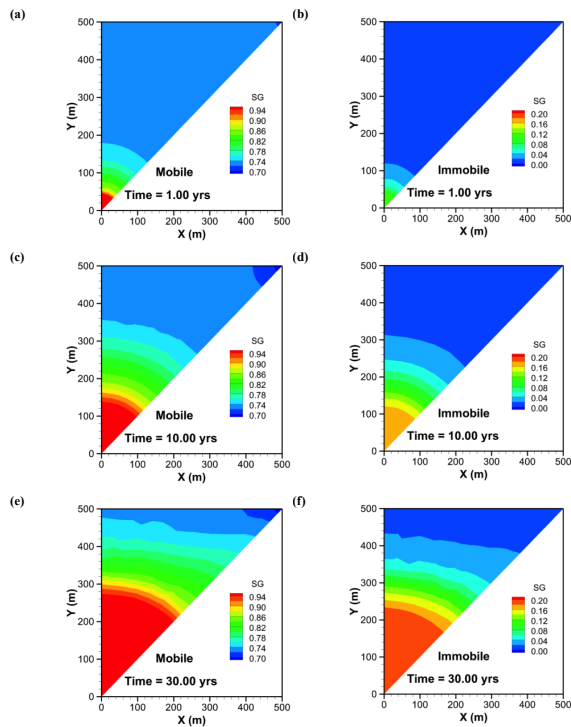 (a)
500
400
300
200
100
0
Y (m)
0 100 200 300 400 500
X (m)
SG
0.94
0.90
0.86
0.82
0.78
0.74
0.70
Mobile
Time = 1.00 yrs
(b)
500
400
300
200
100
0
Y (m)
0 100 200 300 400 500
X (m)
SG
0.20
0.16
0.12
0.08
0.04
0.00
Immobile
Time = 1.00 yrs
(c)
500
400
300
200
100
0
Y (m)
0 100 200 300 400 500
X (m)
SG
0.94
0.90
0.86
0.82
0.78
0.74
0.70
Mobile
Time = 10.00 yrs
(d)
500
400
300
200
100
0
Y (m)
0 100 200 300 400 500
X (m)
SG
0.20
0.16
0.12
0.08
0.04
0.00
Immobile
Time = 10.00 yrs
(e)
500
400
300
200
100
0
Y (m)
0 100 200 300 400 500
X (m)
SG
0.94
0.90
0.86
0.82
0.78
0.74
0.70
Mobile
Time = 30.00 yrs
(f)
500
400
300
200
100
0
Y (m)
0 100 200 300 400 500
X (m)
SG
0.20
0.16
0.12
0.08
0.04
0.00
Immobile
Time = 30.00 yrs